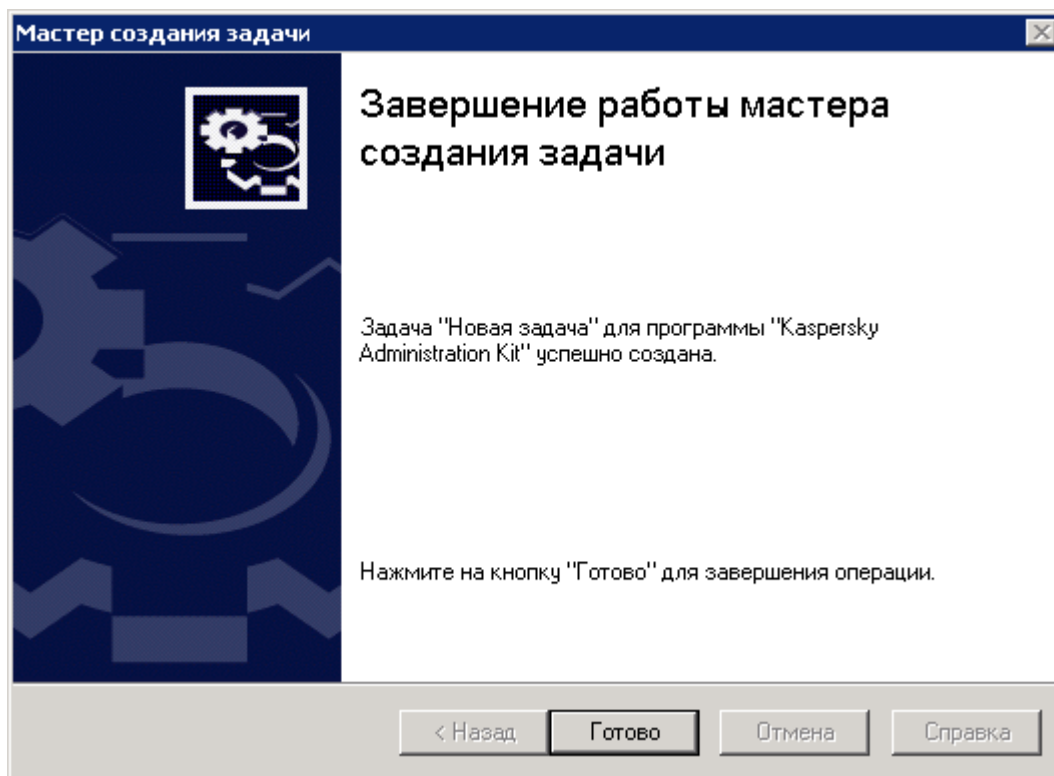 Мастер создания задачи
Завершение работы мастера
создания задачи
Задача "Новая задача" для программы "Kaspersky
Administration Kit" успешно создана.
Нажмите на кнопку "Готово" для завершения операции.
< Назад
Готово
Отмена
Справка